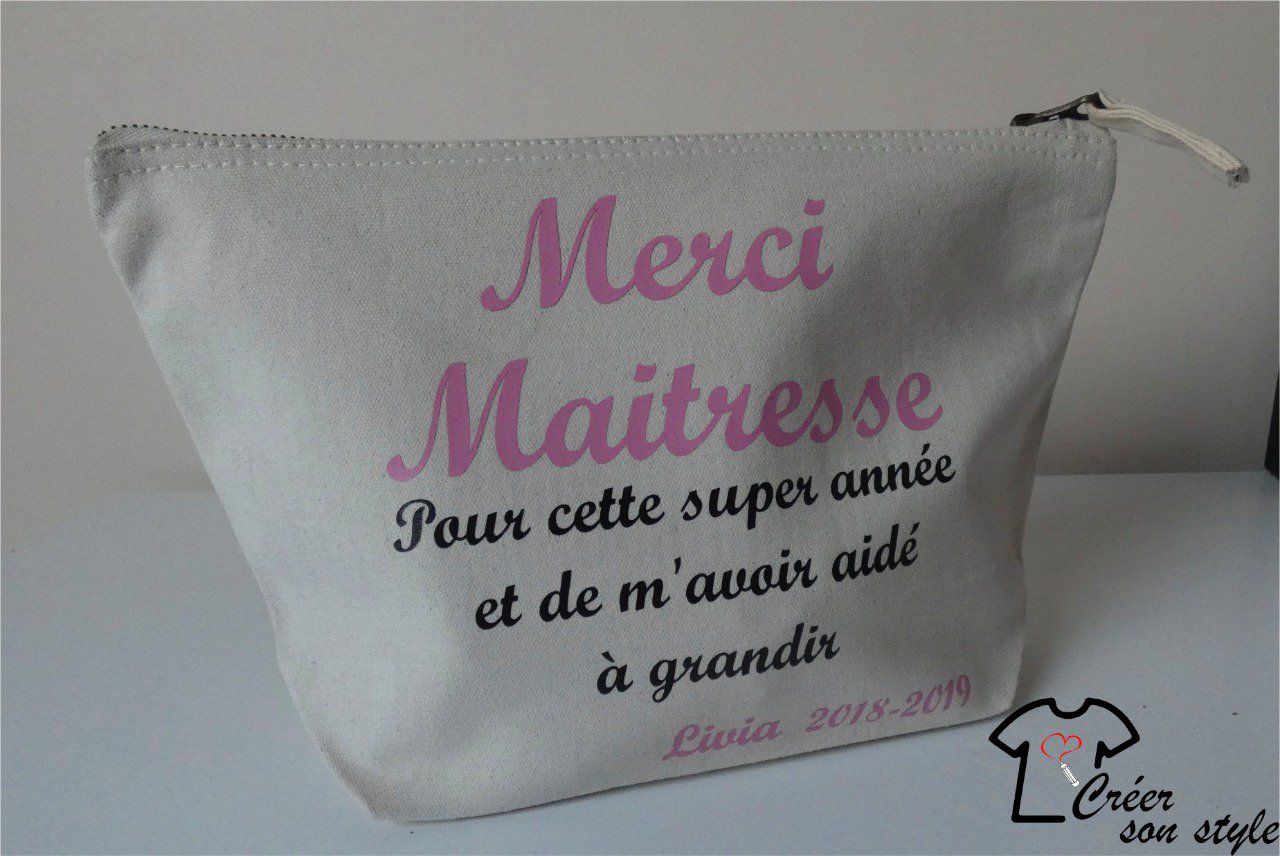 Merci
Maitresse
Pour cette super année
et de m'avoir aidé
à grandir
Livia 2018-2019
Créer
son style